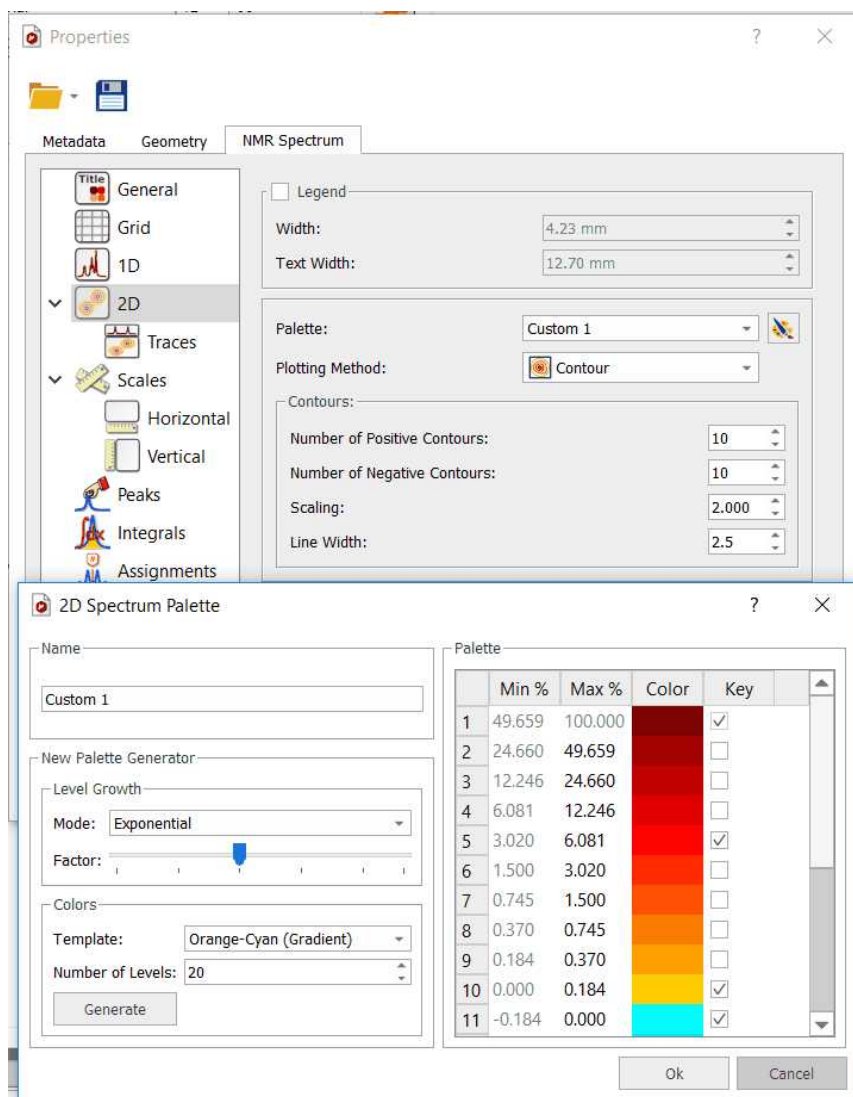 Properties
?
Metadata
Geometry
NMR Spectrum
Title
General
Grid
1D
2D
Traces
Scales
Horizontal
Vertical
Peaks
Integrals
Assignments
Legend
Width: 4.23 mm
Text Width: 12.70 mm
Palette: Custom 1
Plotting Method: Contour
Contours:
Number of Positive Contours: 10
Number of Negative Contours: 10
Scaling: 2.000
Line Width: 2.5
2D Spectrum Palette
?
Name
Custom 1
New Palette Generator
Level Growth
Mode: Exponential
Factor:
Colors
Template: Orange-Cyan (Gradient)
Number of Levels: 20
Generate
Palette
Min % Max % Color Key
1 49.659 100.000
2 24.660 49.659
3 12.246 24.660
4 6.081 12.246
5 3.020 6.081
6 1.500 3.020
7 0.745 1.500
8 0.370 0.745
9 0.184 0.370
10 0.000 0.184
11 -0.184 0.000
Ok
Cancel